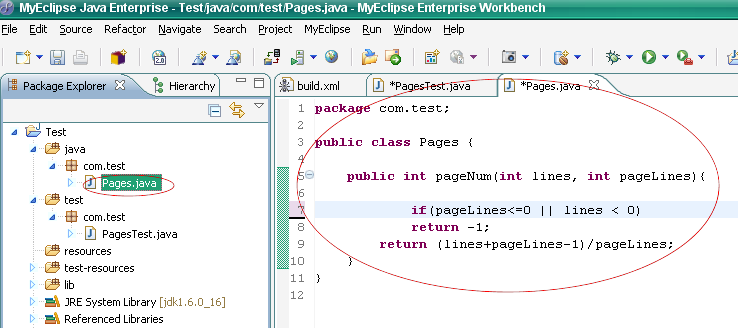 MyEclipse Java Enterprise - Test/java/com/test/Pages.java - MyEclipse Enterprise Workbench
File Edit Source Refactor Navigate Search Project MyEclipse Run Window Help
2.0
Package Explorer Hierarchy
build.xml *PagesTest.java *Pages.java
Test
java
com.test
Pages.java
test
com.test
PagesTest.java
resources
test-resources
lib
JRE System Library [jdk1.6.0_16]
Referenced Libraries
1 package com.test;
2
3 public class Pages {
4
5 public int pageNum(int lines, int pageLines){
6
7 if(pageLines<=0 || lines < 0)
8 return -1;
9 return (lines+pageLines-1)/pageLines;
10 }
11 }
12